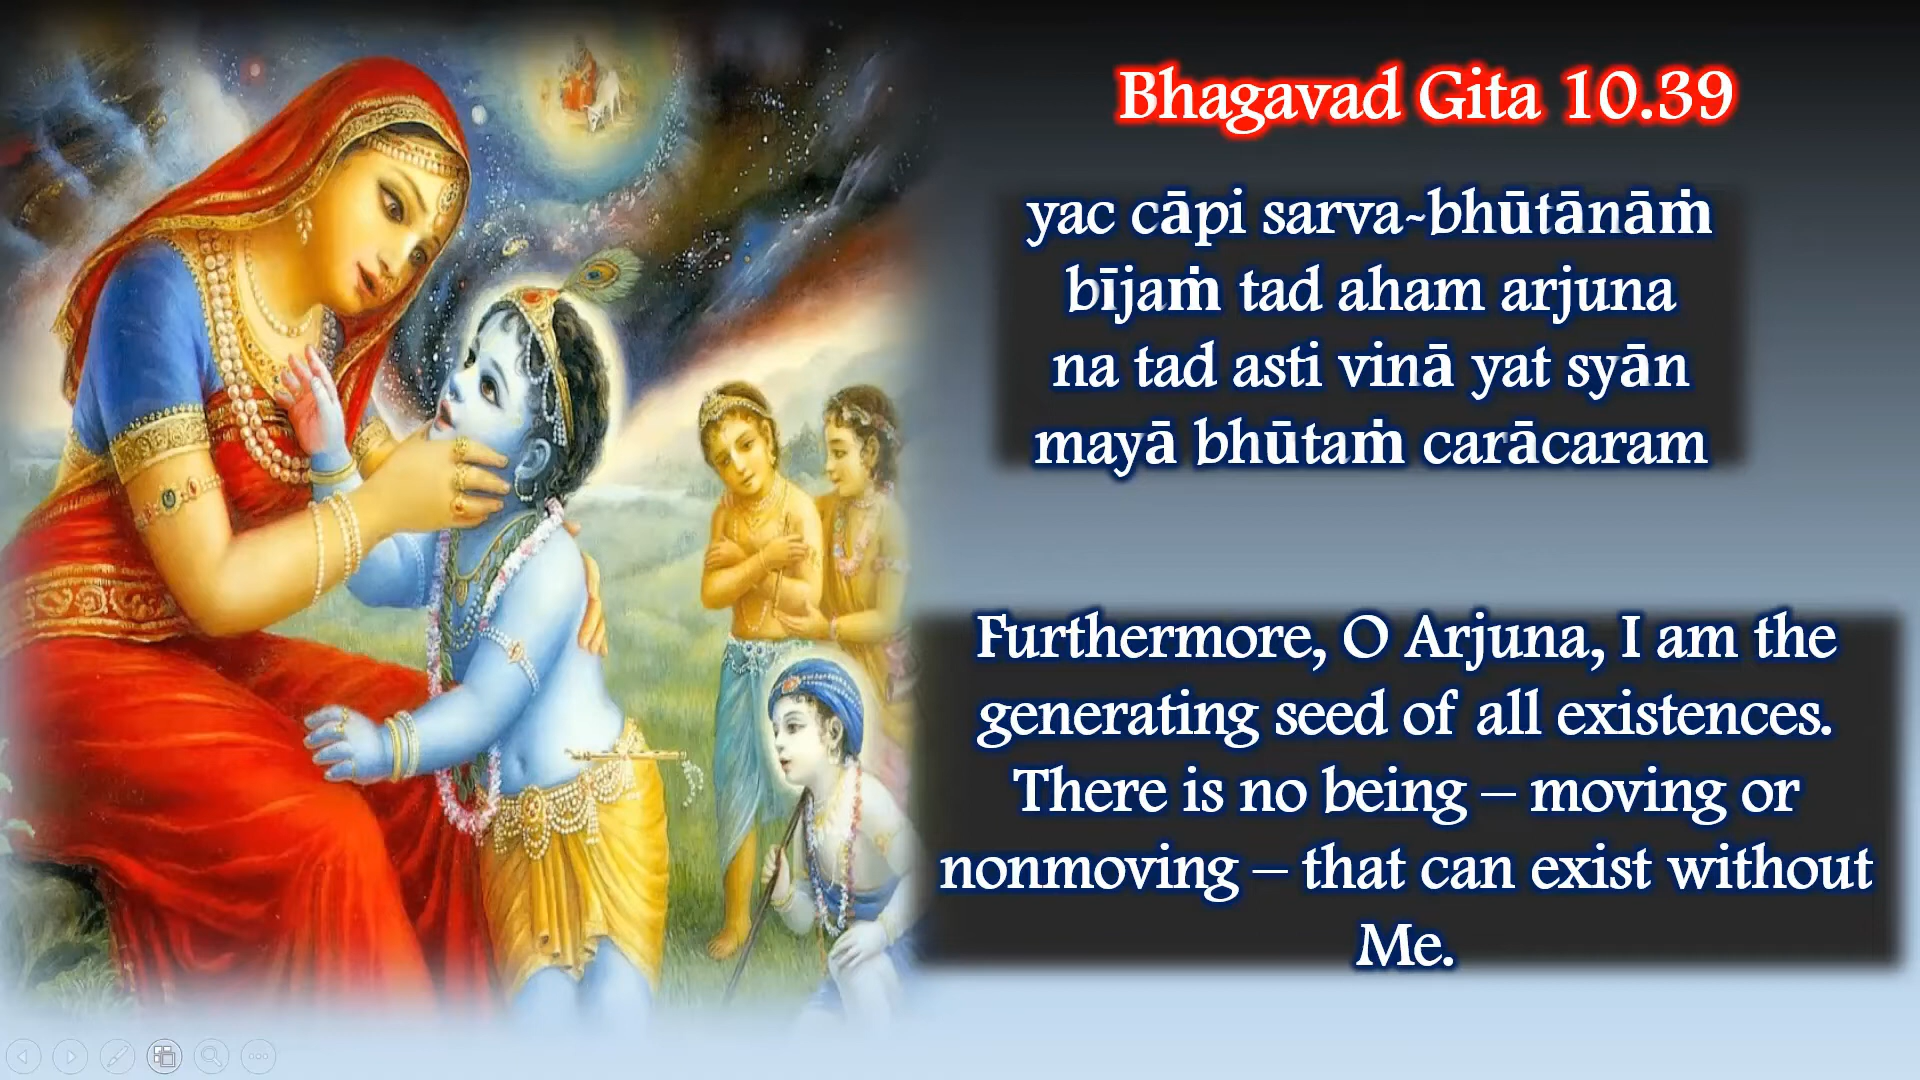 Bhagavad Gita 10.39
yac cāpi sarva-bhūtānāṁ
bījaṁ tad aham arjuna
na tad asti vinā yat syān
mayā bhūtaṁ carācaram
Furthermore, O Arjuna, I am the
generating seed of all existences.
There is no being – moving or
nonmoving – that can exist without
Me.